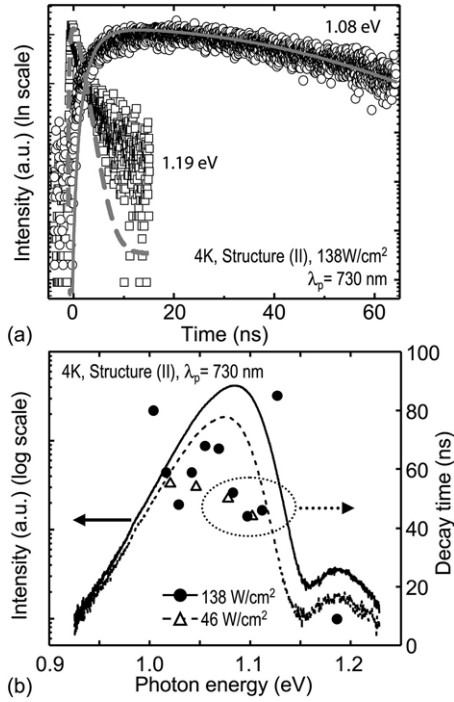 1.08 eV
1.19 eV
Intensity (a.u.) (ln scale)
4K, Structure (II), 138W/cm²
λp= 730 nm
0 20 40 60
(a)
Time (ns)
4K, Structure (II), λp= 730 nm
100
80
60
40
20
0
Intensity (a.u.) (log scale)
Decay time (ns)
138 W/cm²
46 W/cm²
0.9 1.0 1.1 1.2
(b)
Photon energy (eV)